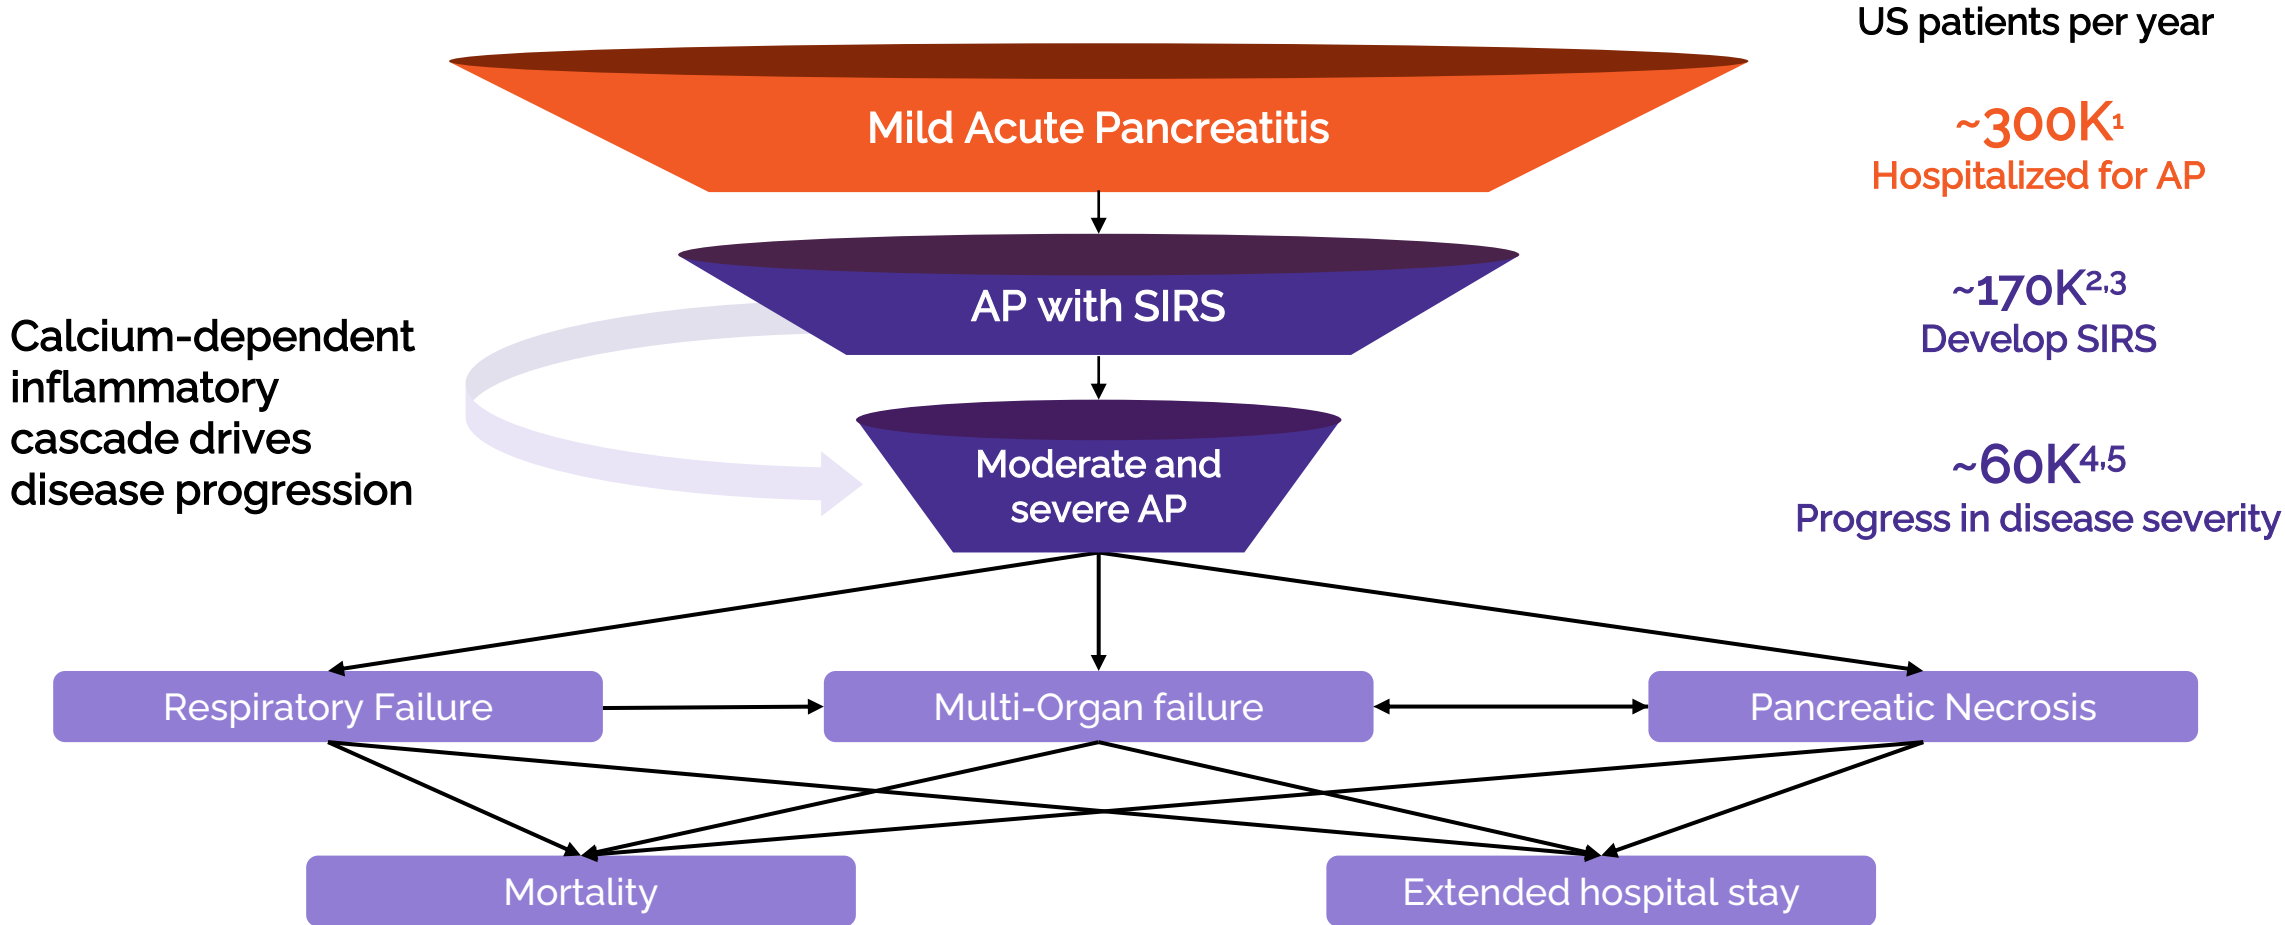 US patients per year
Mild Acute Pancreatitis
~300K¹
Hospitalized for AP
AP with SIRS
~170K²,³
Develop SIRS
Calcium-dependent
inflammatory
cascade drives
disease progression
Moderate and
severe AP
~60K⁴,⁵
Progress in disease severity
Respiratory Failure
Multi-Organ failure
Pancreatic Necrosis
Mortality
Extended hospital stay